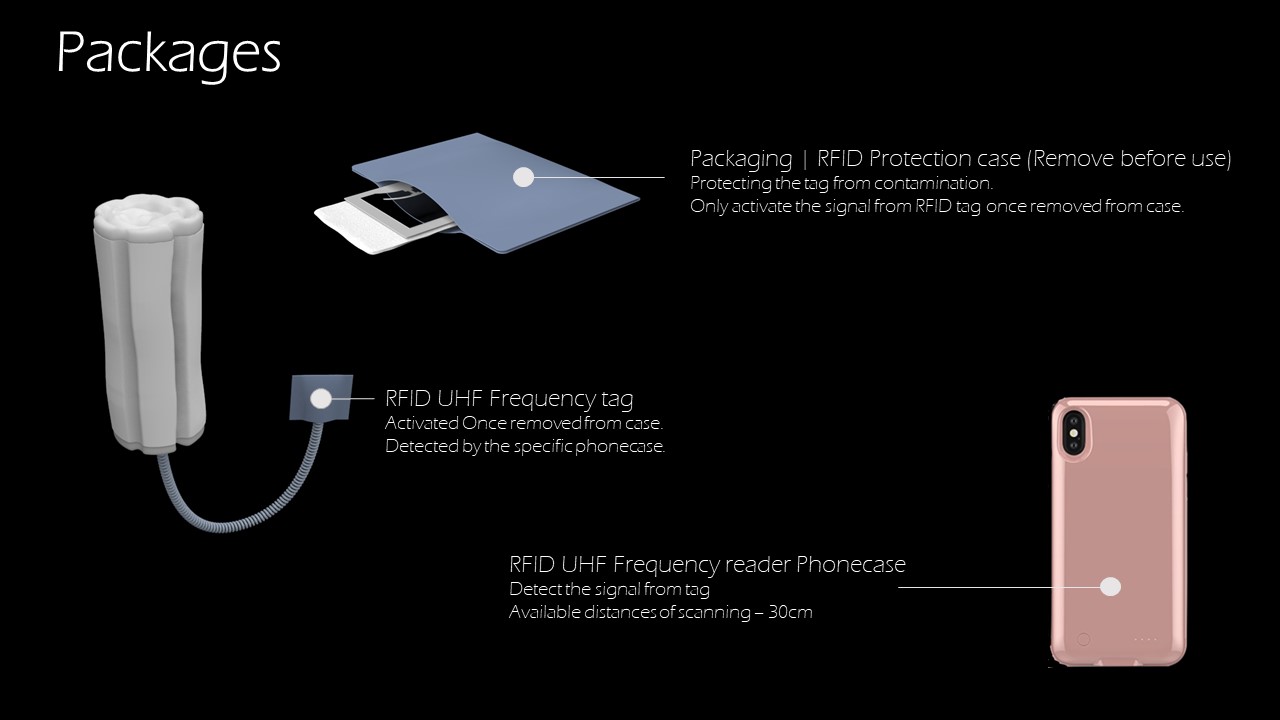 Packages
Packaging | RFID Protection case (Remove before use)
Protecting the tag from contamination.
Only activate the signal from RFID tag once removed from case.
RFID UHF Frequency tag
Activated Once removed from case.
Detected by the specific phonecase.
RFID UHF Frequency reader Phonecase
Detect the signal from tag
Available distances of scanning – 30cm